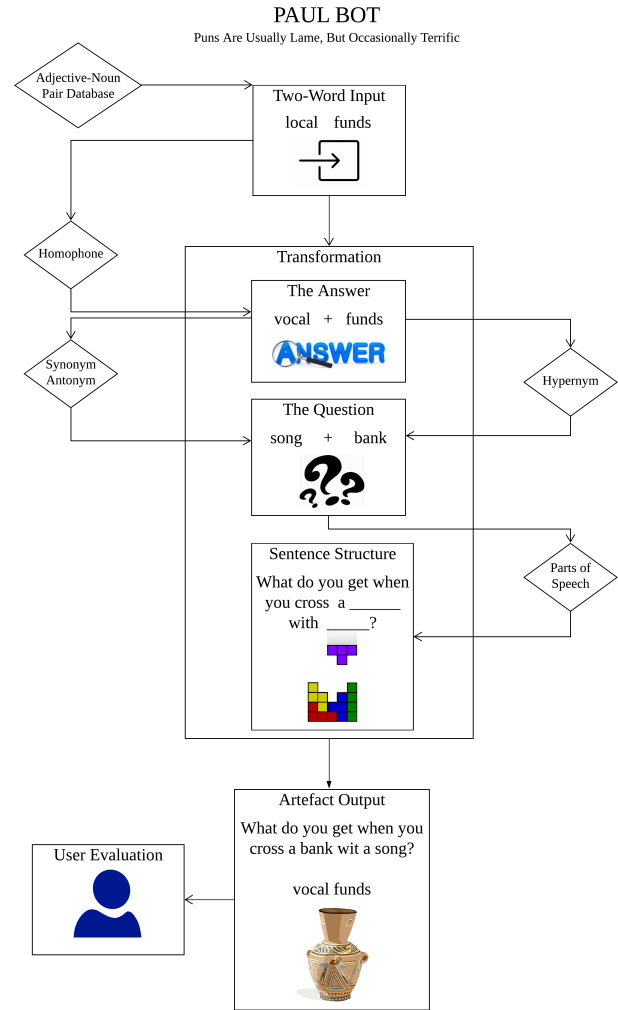 PAUL BOT
Puns Are Usually Lame, But Occasionally Terrific
Adjective-Noun
Pair Database
Two-Word Input
local funds
Homophone
Transformation
The Answer
vocal + funds
ANSWER
Synonym
Antonym
Hypernym
The Question
song + bank
???
Sentence Structure
What do you get when
you cross a ______
with _____?
Parts of
Speech
Artefact Output
What do you get when you
cross a bank wit a song?
vocal funds
User Evaluation